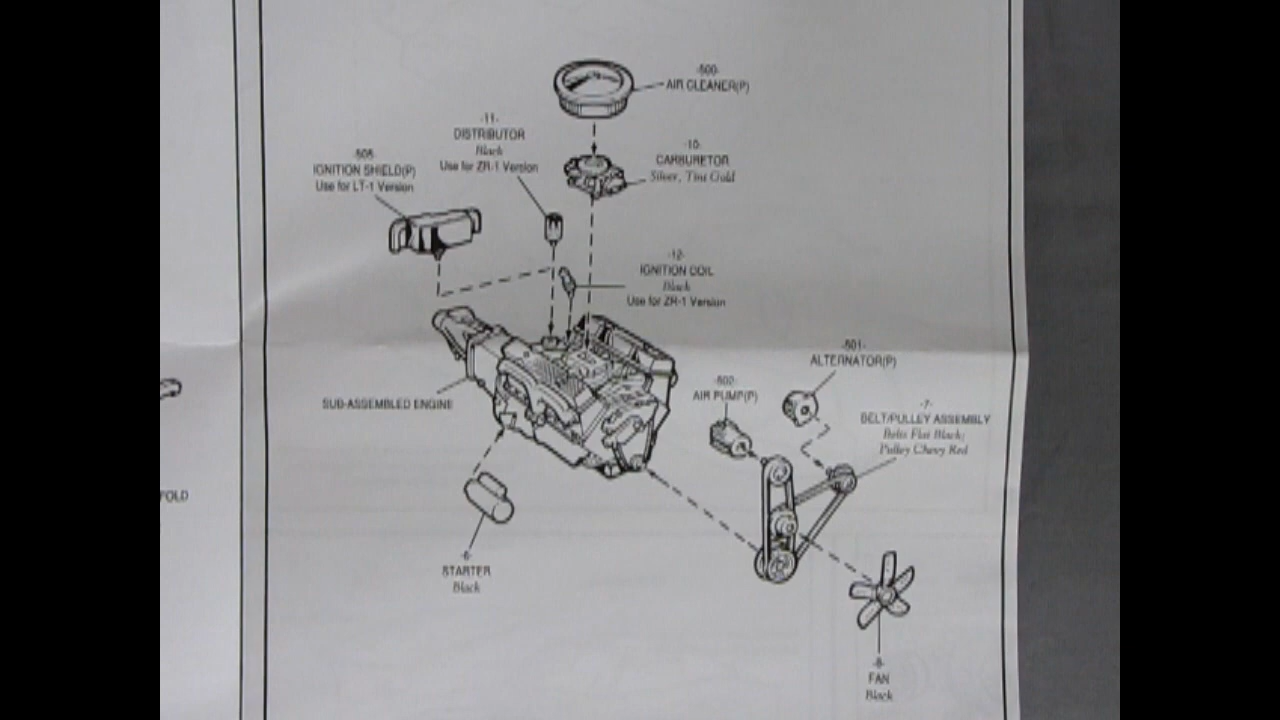 -500-
AIR CLEANER(P)
-11-
DISTRIBUTOR
Black
Use for ZR-1 Version
-10-
CARBURETOR
Silver, Tint Gold
IGNITION SHIELD(P)
Use for LT-1 Version
-12-
IGNITION COIL
Black
Use for ZR-1 Version
-501-
ALTERNATOR(P)
-502-
AIR PUMP(P)
-7-
BELT/PULLEY ASSEMBLY
Belts Flat Black;
Pulley Chevy Red
SUB-ASSEMBLED ENGINE
FOLD
-6-
STARTER
Black
-8-
FAN
Black